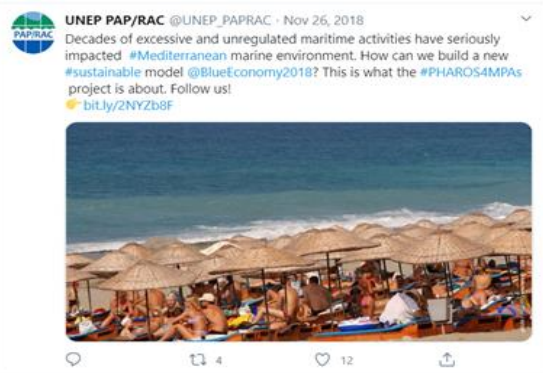 UNEP PAP/RAC @UNEP_PAPRAC · Nov 26, 2018
PAP/RAC
Decades of excessive and unregulated maritime activities have seriously
impacted #Mediterranean marine environment. How can we build a new
#sustainable model @BlueEconomy2018? This is what the #PHAROS4MPAs
project is about. Follow us!
👉 bit.ly/2NYZb8F
4
12